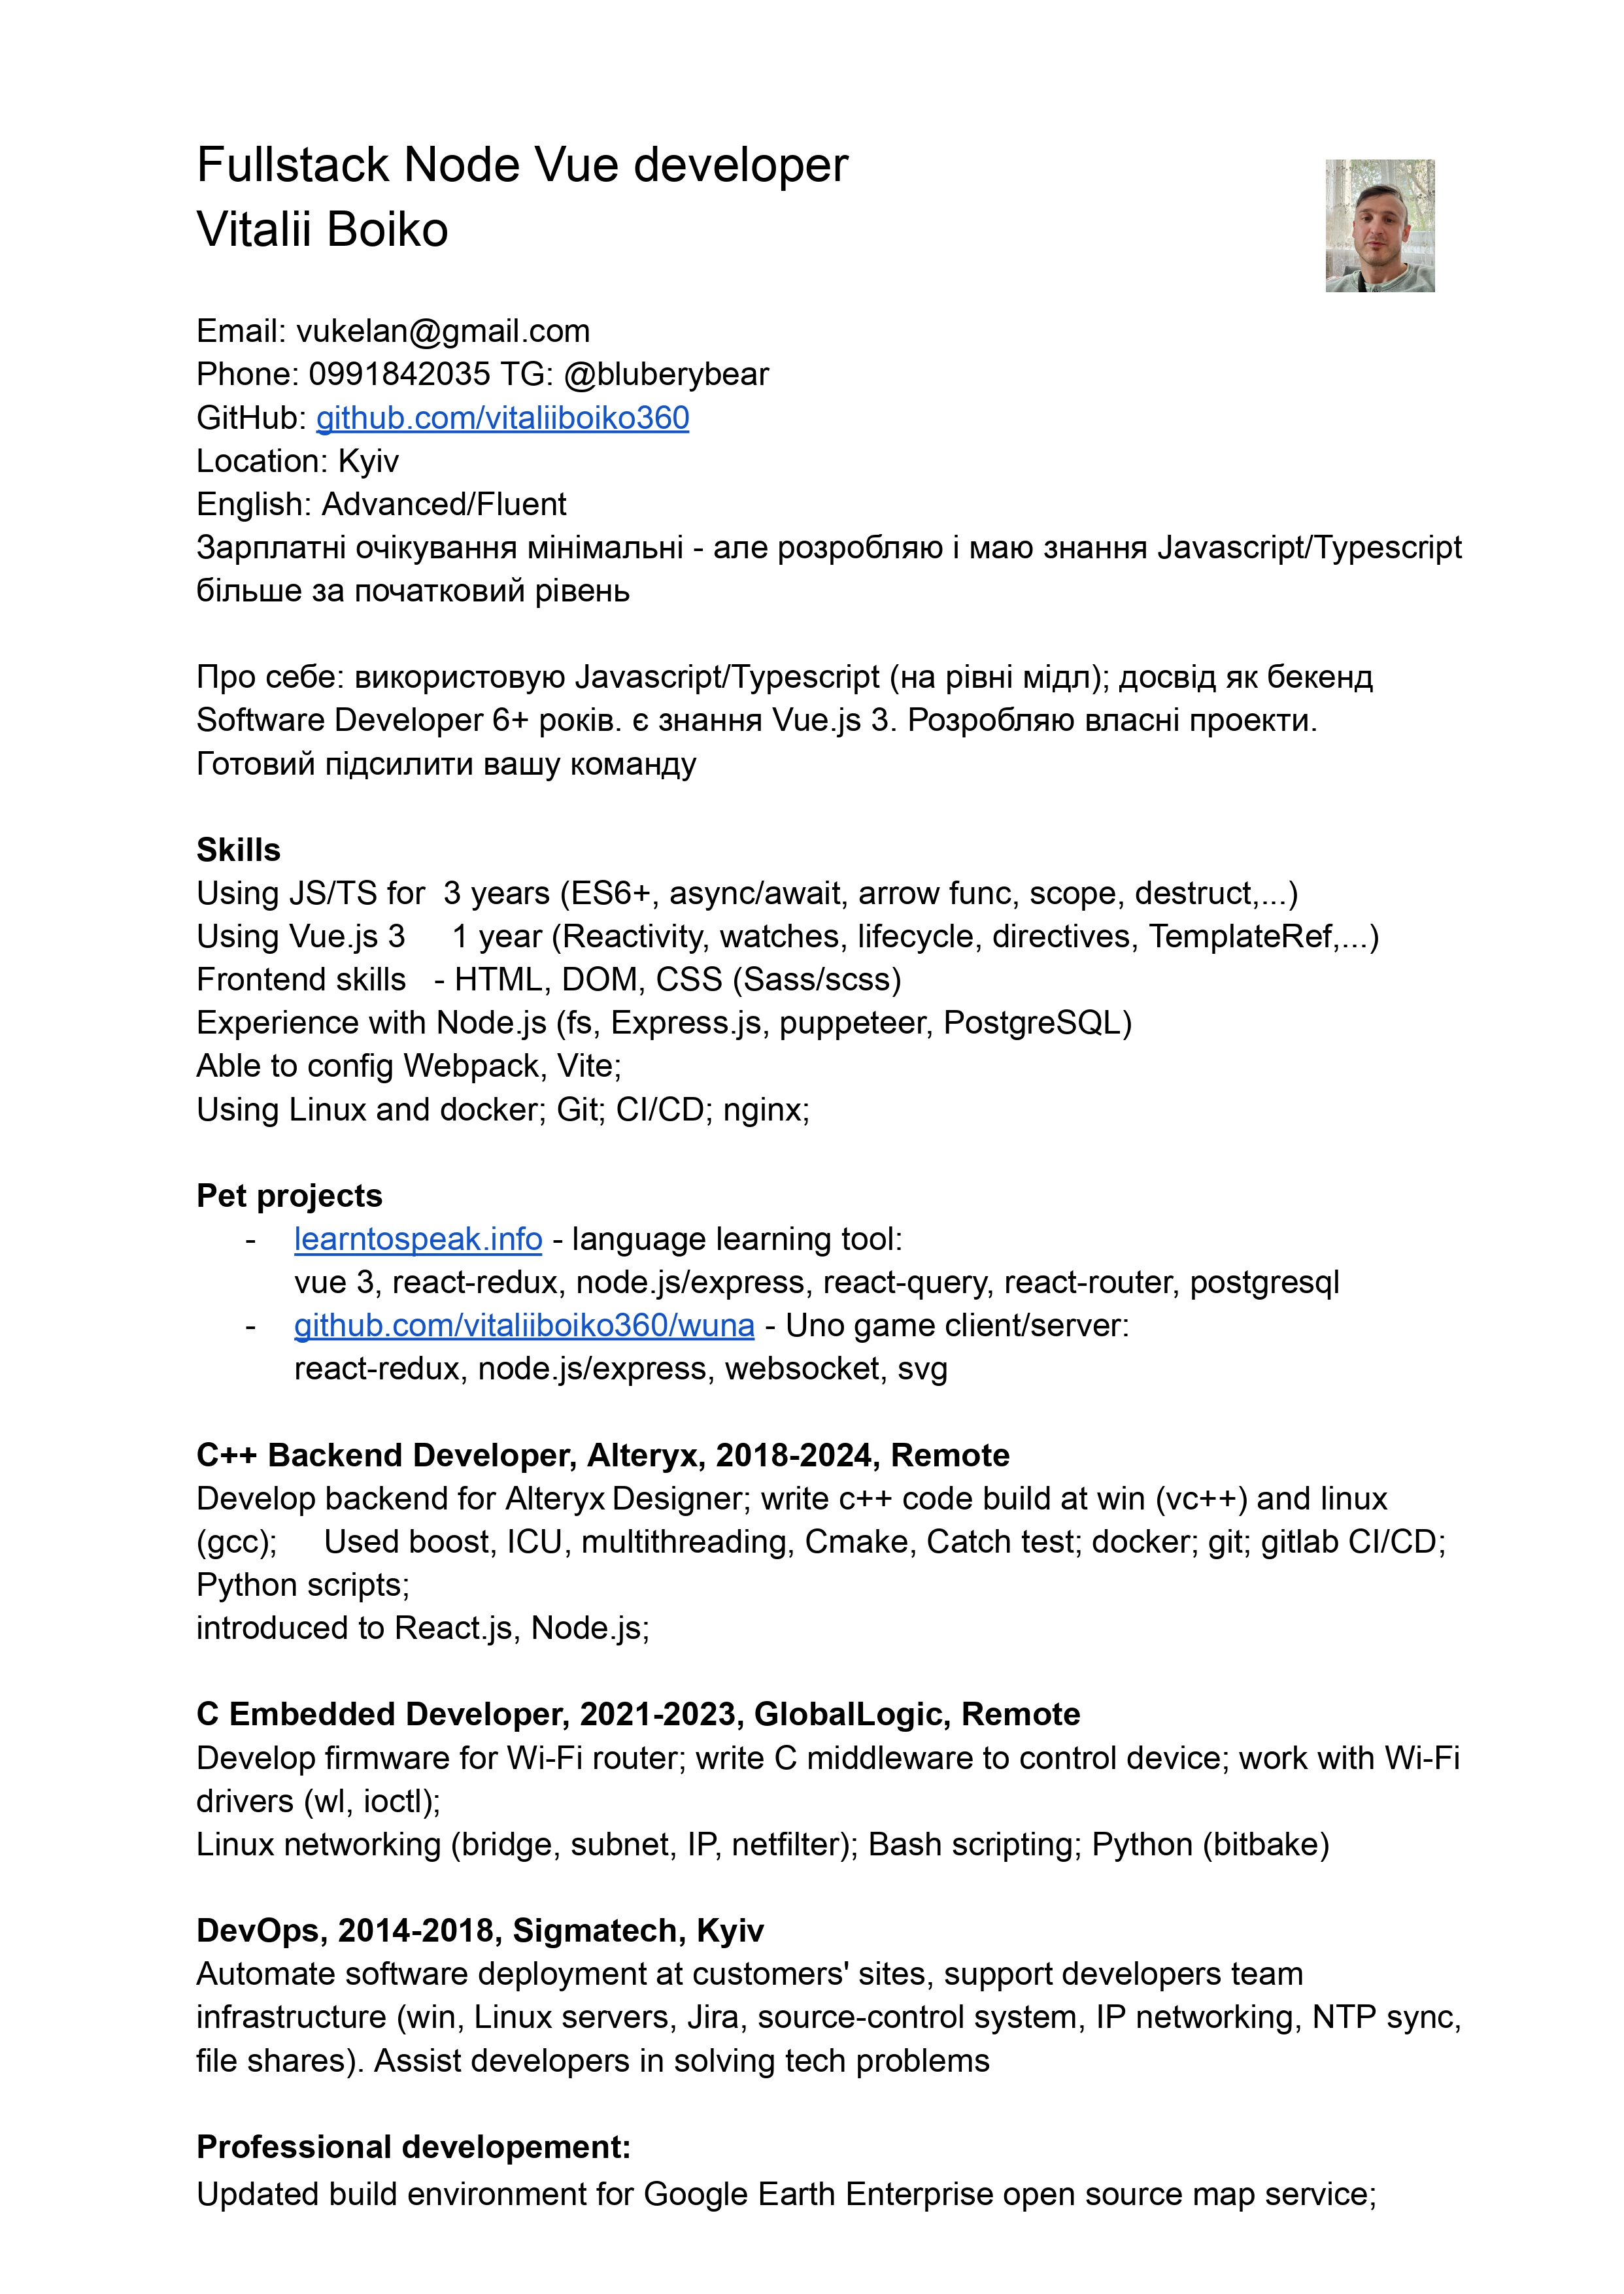 Fullstack Node Vue developer
Vitalii Boiko
Email: vukelan@gmail.com
Phone: 0991842035 TG: @bluberybear
GitHub: github.com/vitaliiboiko360
Location: Kyiv
English: Advanced/Fluent
Зарплатні очікування мінімальні - але розробляю і маю знання Javascript/Typescript
більше за початковий рівень
Про себе: використовую Javascript/Typescript (на рівні мідл); досвід як бекенд
Software Developer 6+ років. є знання Vue.js 3. Розробляю власні проекти.
Готовий підсилити вашу команду
Skills
Using JS/TS for  3 years (ES6+, async/await, arrow func, scope, destruct,...)
Using Vue.js 3     1 year (Reactivity, watches, lifecycle, directives, TemplateRef,...)
Frontend skills   - HTML, DOM, CSS (Sass/scss)
Experience with Node.js (fs, Express.js, puppeteer, PostgreSQL)
Able to config Webpack, Vite;
Using Linux and docker; Git; CI/CD; nginx;
Pet projects
- learntospeak.info - language learning tool:
vue 3, react-redux, node.js/express, react-query, react-router, postgresql
- github.com/vitaliiboiko360/wuna - Uno game client/server:
react-redux, node.js/express, websocket, svg
C++ Backend Developer, Alteryx, 2018-2024, Remote
Develop backend for Alteryx Designer; write c++ code build at win (vc++) and linux
(gcc);     Used boost, ICU, multithreading, Cmake, Catch test; docker; git; gitlab CI/CD;
Python scripts;
introduced to React.js, Node.js;
C Embedded Developer, 2021-2023, GlobalLogic, Remote
Develop firmware for Wi-Fi router; write C middleware to control device; work with Wi-Fi
drivers (wl, ioctl);
Linux networking (bridge, subnet, IP, netfilter); Bash scripting; Python (bitbake)
DevOps, 2014-2018, Sigmatech, Kyiv
Automate software deployment at customers' sites, support developers team
infrastructure (win, Linux servers, Jira, source-control system, IP networking, NTP sync,
file shares). Assist developers in solving tech problems
Professional developement:
Updated build environment for Google Earth Enterprise open source map service;